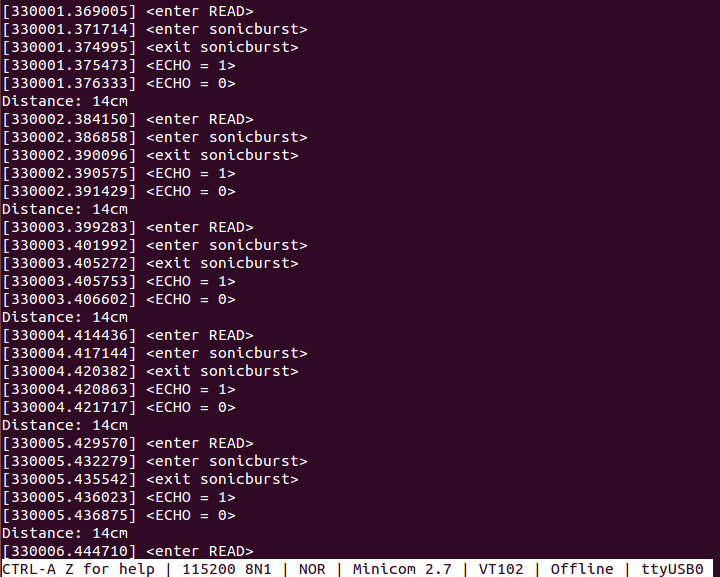 [330001.369005] <enter READ>
[330001.371714] <enter sonicburst>
[330001.374995] <exit sonicburst>
[330001.375473] <ECHO = 1>
[330001.376333] <ECHO = 0>
Distance: 14cm
[330002.384150] <enter READ>
[330002.386858] <enter sonicburst>
[330002.390096] <exit sonicburst>
[330002.390575] <ECHO = 1>
[330002.391429] <ECHO = 0>
Distance: 14cm
[330003.399283] <enter READ>
[330003.401992] <enter sonicburst>
[330003.405272] <exit sonicburst>
[330003.405753] <ECHO = 1>
[330003.406602] <ECHO = 0>
Distance: 14cm
[330004.414436] <enter READ>
[330004.417144] <enter sonicburst>
[330004.420382] <exit sonicburst>
[330004.420863] <ECHO = 1>
[330004.421717] <ECHO = 0>
Distance: 14cm
[330005.429570] <enter READ>
[330005.432279] <enter sonicburst>
[330005.435542] <exit sonicburst>
[330005.436023] <ECHO = 1>
[330005.436875] <ECHO = 0>
Distance: 14cm
[330006.444710] <enter READ>
CTRL-A Z for help | 115200 8N1 | NOR | Minicom 2.7 | VT102 | Offline | ttyUSB0